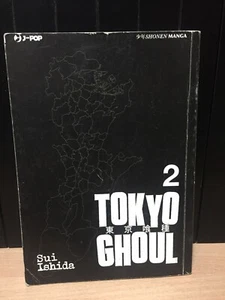 J-POP
少年SHONEN MANGA
2
TOKYO
東京喰種
GHOUL
Sui
Ishida